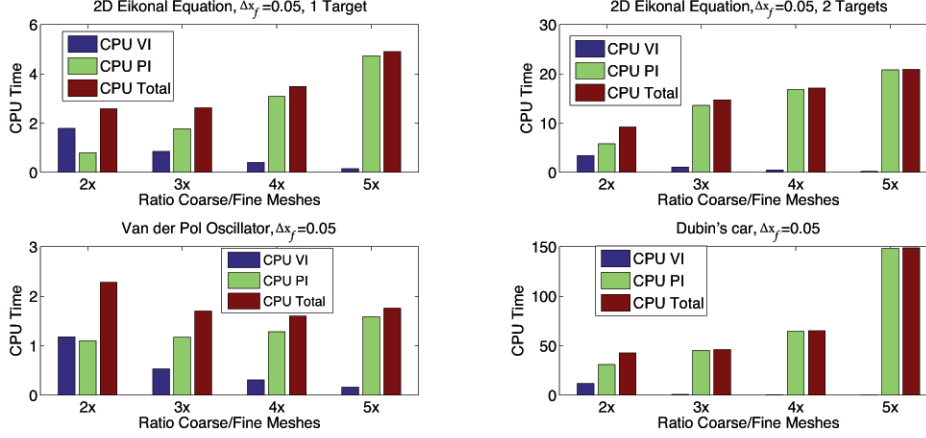 2D Eikonal Equation, Δx_f=0.05, 1 Target
6
4
2
0
CPU Time
CPU VI
CPU PI
CPU Total
2x 3x 4x 5x
Ratio Coarse/Fine Meshes
2D Eikonal Equation, Δx_f=0.05, 2 Targets
30
20
10
0
CPU Time
CPU VI
CPU PI
CPU Total
2x 3x 4x 5x
Ratio Coarse/Fine Meshes
Van der Pol Oscillator, Δx_f=0.05
3
2
1
0
CPU Time
CPU VI
CPU PI
CPU Total
2x 3x 4x 5x
Ratio Coarse/Fine Meshes
Dubin's car, Δx_f=0.05
150
100
50
0
CPU Time
CPU VI
CPU PI
CPU Total
2x 3x 4x 5x
Ratio Coarse/Fine Meshes